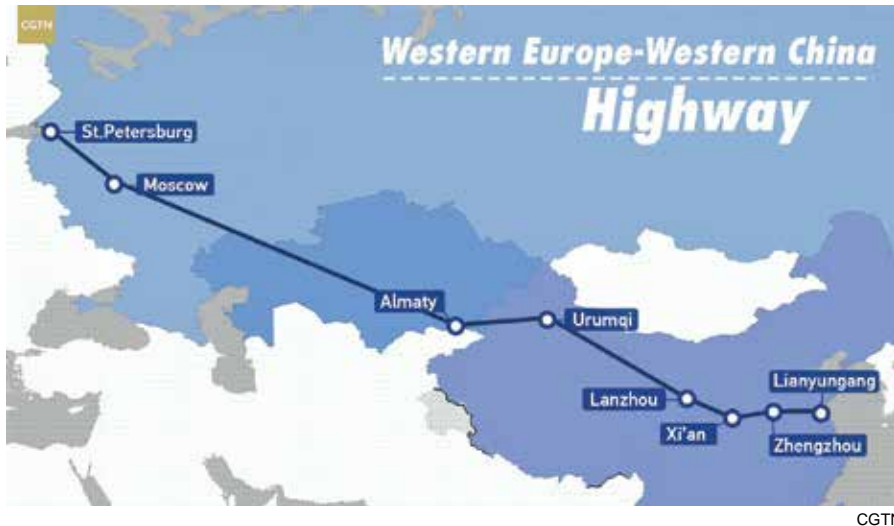 CGTN
Western Europe-Western China
Highway
St.Petersburg
Moscow
Almaty
Urumqi
Lanzhou
Lianyungang
Xi'an
Zhengzhou
CGTN